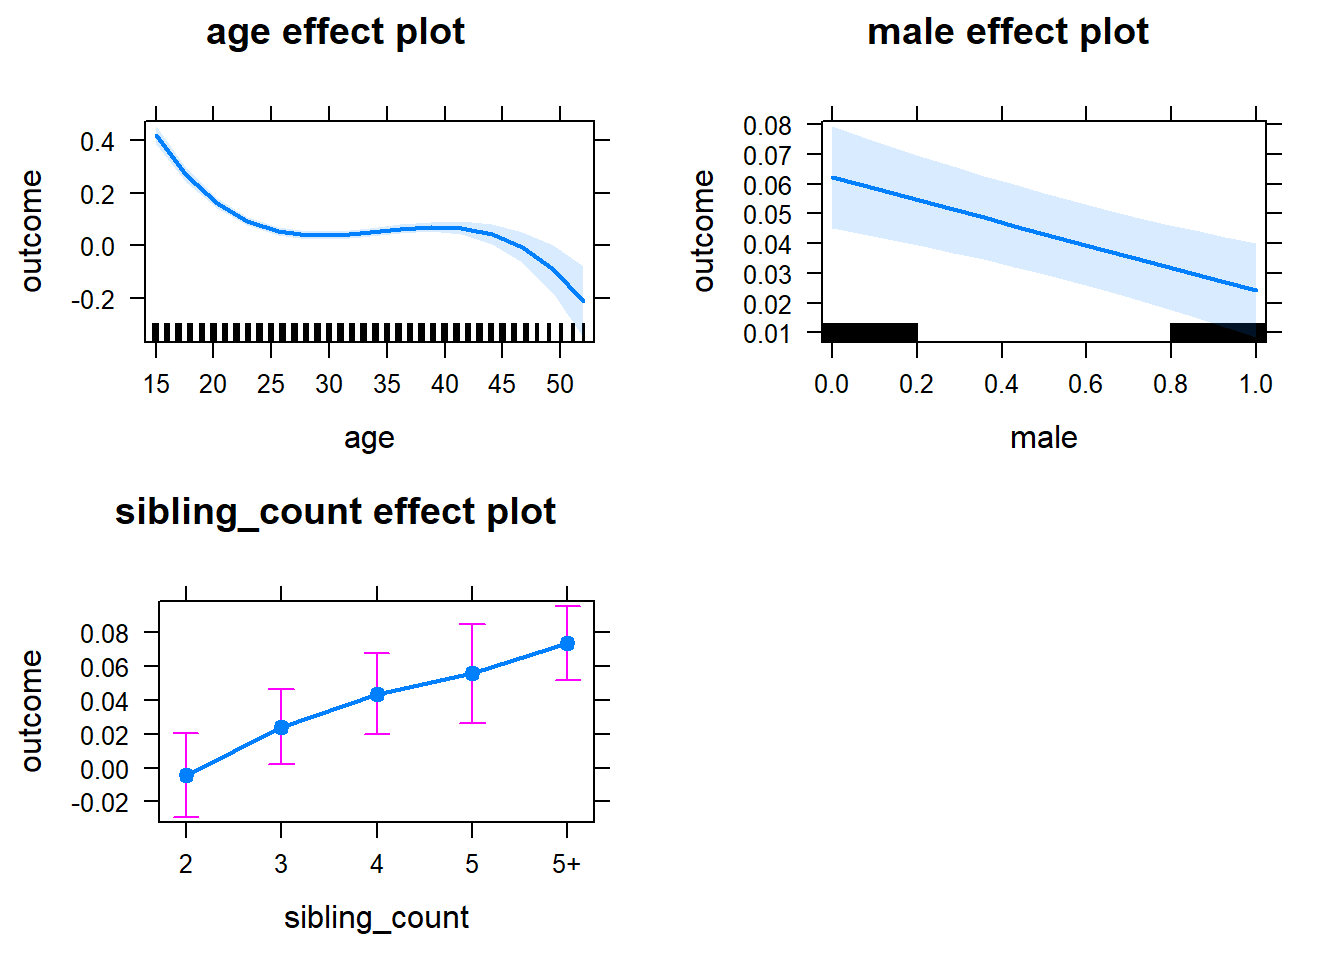 age effect plot
outcome
0.4
0.2
0.0
-0.2
15 20 25 30 35 40 45 50
age
male effect plot
outcome
0.08
0.07
0.06
0.05
0.04
0.03
0.02
0.01
0.0 0.2 0.4 0.6 0.8 1.0
male
sibling_count effect plot
outcome
0.08
0.06
0.04
0.02
0.00
-0.02
2 3 4 5 5+
sibling_count